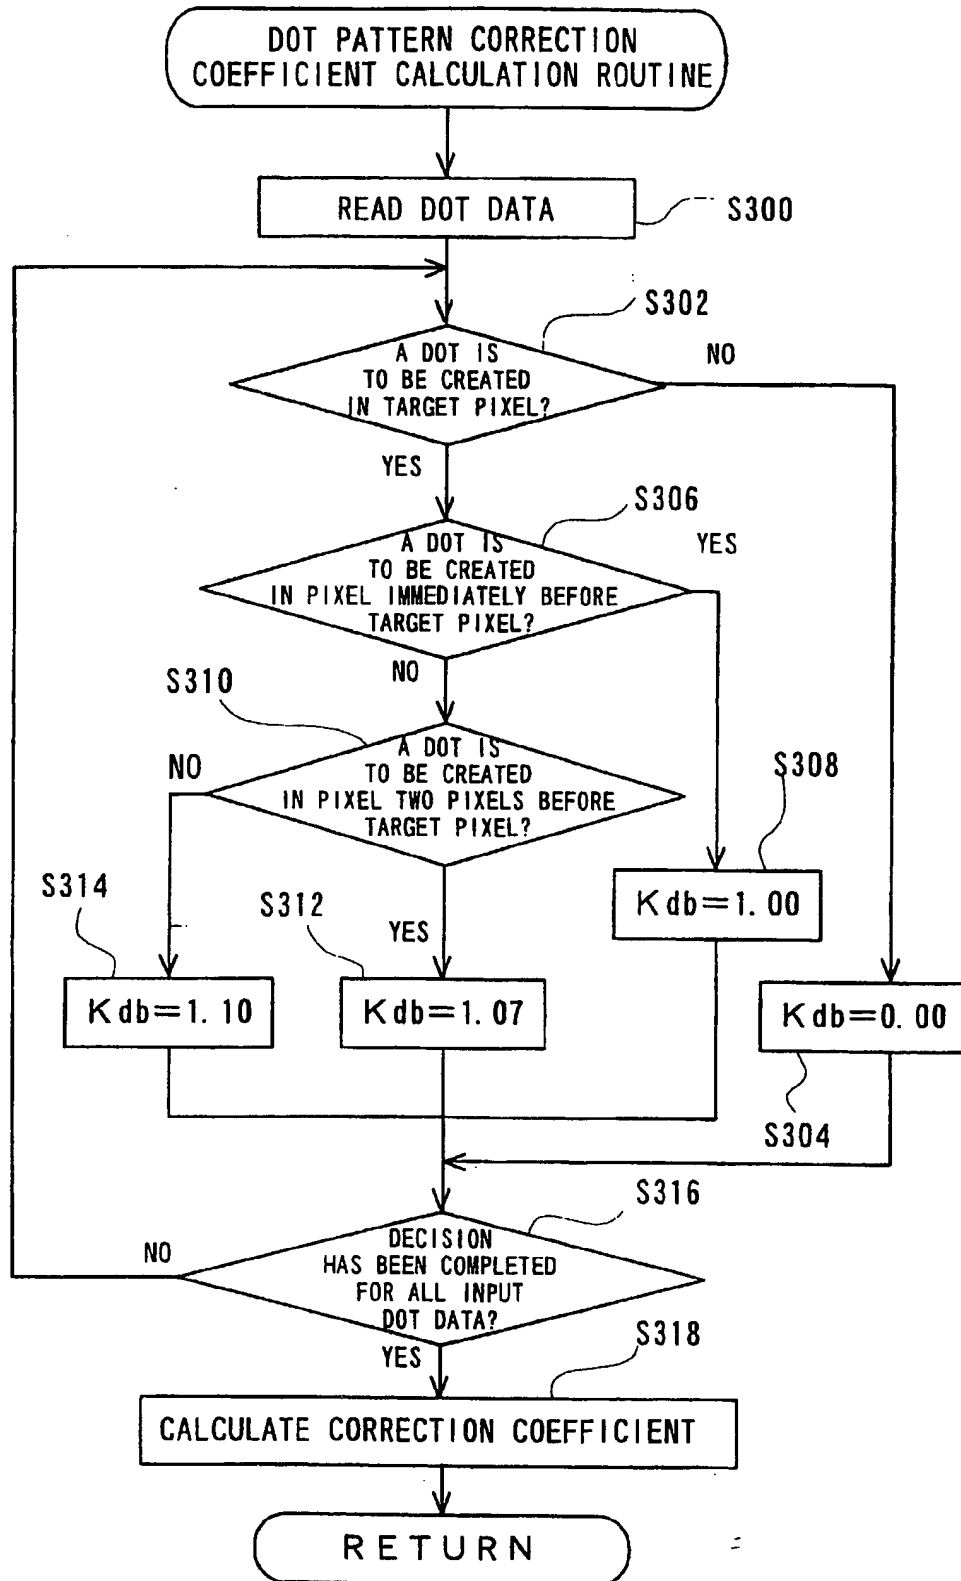 DOT PATTERN CORRECTION
COEFFICIENT CALCULATION ROUTINE
READ DOT DATA
S300
S302
A DOT IS
TO BE CREATED
IN TARGET PIXEL?
NO
YES
S306
A DOT IS
TO BE CREATED
IN PIXEL IMMEDIATELY BEFORE
TARGET PIXEL?
YES
NO
S310
A DOT IS
TO BE CREATED
IN PIXEL TWO PIXELS BEFORE
TARGET PIXEL?
NO
S308
Kdb=1.00
S314
S312
YES
Kdb=1.10
Kdb=1.07
Kdb=0.00
S304
S316
DECISION
HAS BEEN COMPLETED
FOR ALL INPUT
DOT DATA?
NO
YES
S318
CALCULATE CORRECTION COEFFICIENT
RETURN